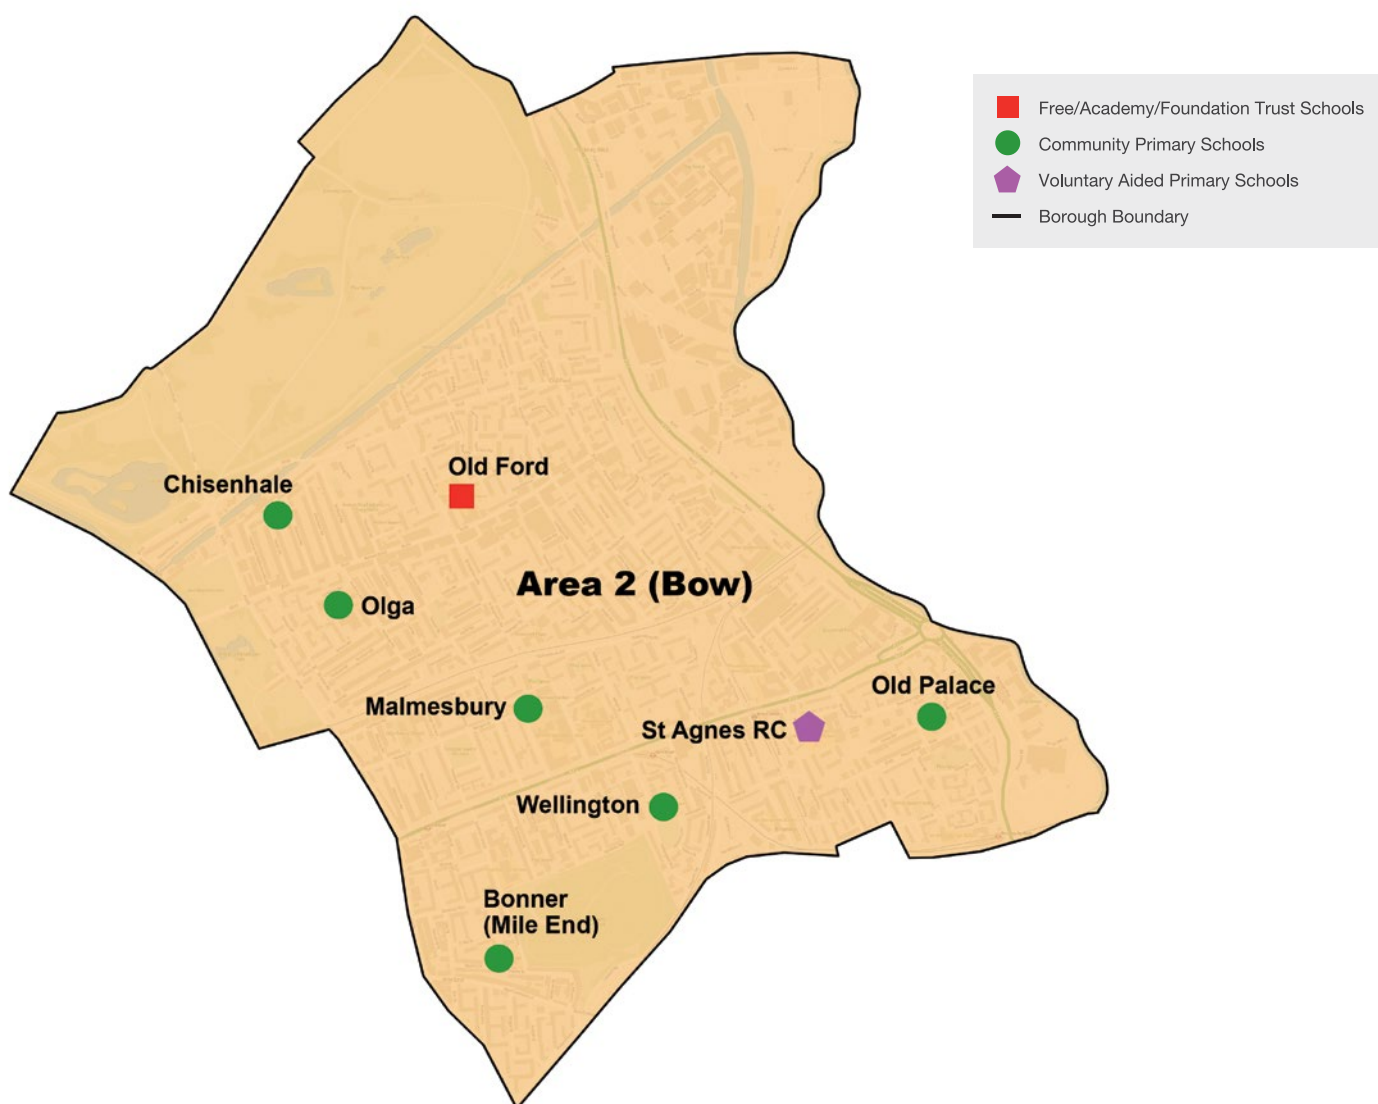 Free/Academy/Foundation Trust Schools
Community Primary Schools
Voluntary Aided Primary Schools
Borough Boundary
Old Ford
Chisenhale
Area 2 (Bow)
Olga
Old Palace
Malmesbury
St Agnes RC
Wellington
Bonner
(Mile End)